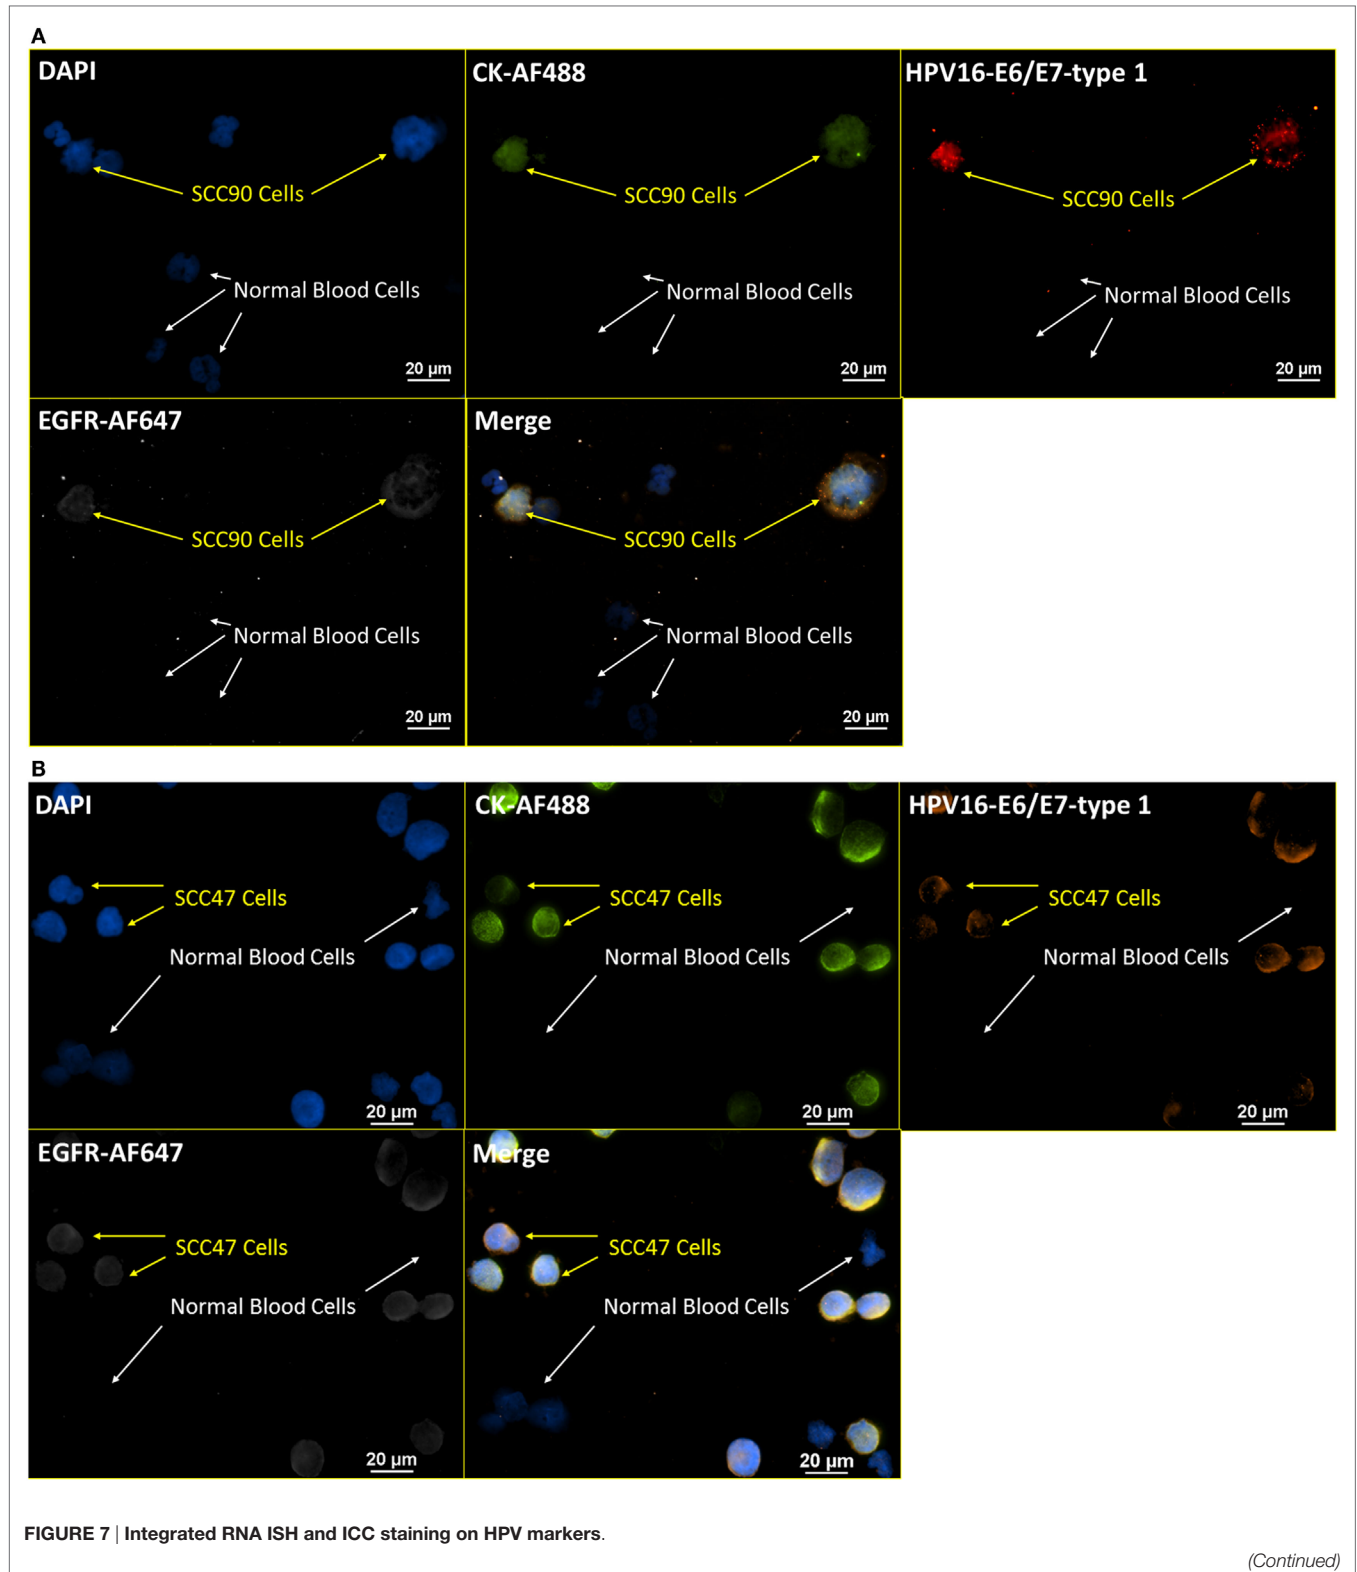 A
DAPI
CK-AF488
HPV16-E6/E7-type 1
SCC90 Cells
SCC90 Cells
SCC90 Cells
Normal Blood Cells
Normal Blood Cells
Normal Blood Cells
20 µm
20 µm
20 µm
EGFR-AF647
Merge
SCC90 Cells
SCC90 Cells
Normal Blood Cells
Normal Blood Cells
20 µm
20 µm
B
DAPI
CK-AF488
HPV16-E6/E7-type 1
SCC47 Cells
SCC47 Cells
SCC47 Cells
Normal Blood Cells
Normal Blood Cells
Normal Blood Cells
20 µm
20 µm
20 µm
EGFR-AF647
Merge
SCC47 Cells
SCC47 Cells
Normal Blood Cells
Normal Blood Cells
20 µm
20 µm
FIGURE 7 | Integrated RNA ISH and ICC staining on HPV markers.
(Continued)